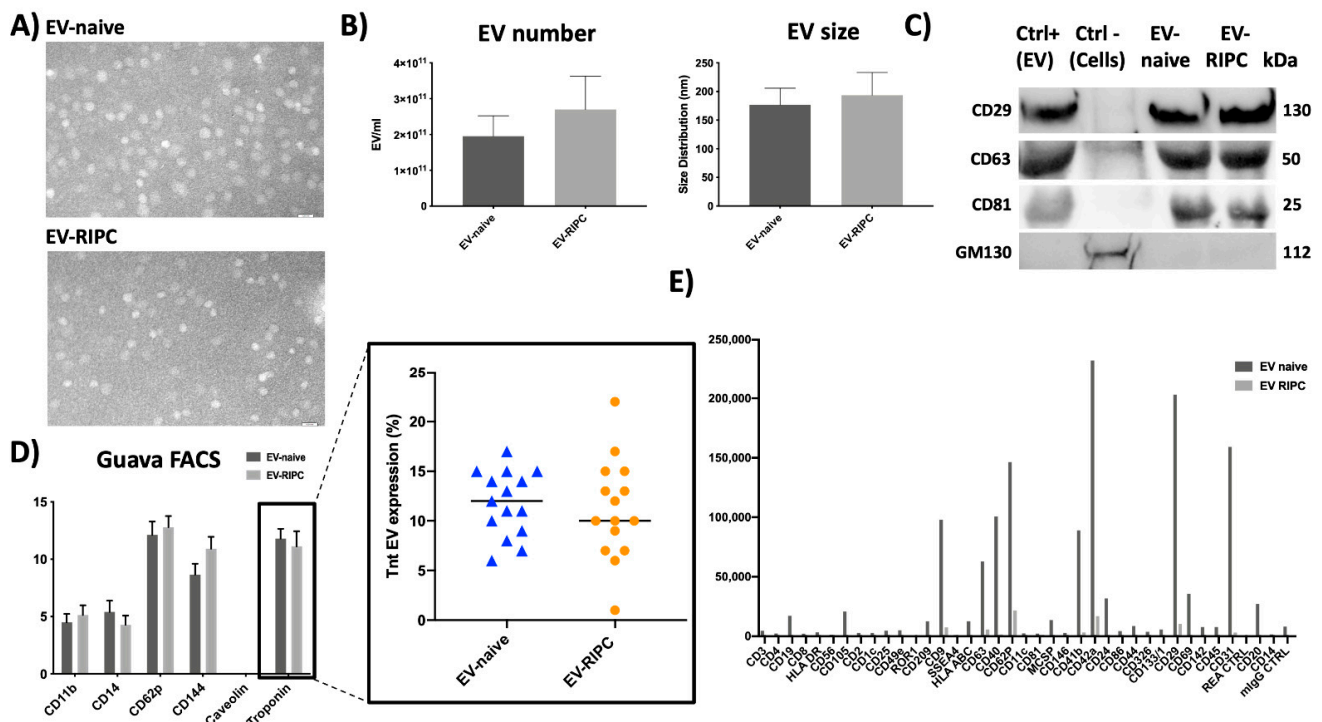 A)
EV-naive
EV-RIPC
B)
EV number
4×10¹¹
3×10¹¹
2×10¹¹
1×10¹¹
0
EV/ml
EV-naive
EV-RIPC
EV size
250
200
150
100
50
0
Size Distribution (nm)
EV-naive
EV-RIPC
C)
Ctrl+ Ctrl - EV- EV-
(EV) (Cells) naive RIPC kDa
CD29 130
CD63 50
CD81 25
GM130 112
D)
Guava FACS
EV-naive
EV-RIPC
15
10
5
0
CD11b
CD14
CD62p
CD144
Caveolin
Troponin
25
20
15
10
5
0
Tnt EV expression (%)
EV-naive
EV-RIPC
E)
250,000
200,000
150,000
100,000
50,000
0
EV naive
EV RIPC
CD3
CD4
CD19
CD8
HLA DR
CD56
CD105
CD2
CD1c
CD25
CD49e
ROR1
CD209
CD9
SSEA4
HLA ABC
CD63
CD40
CD62P
CD11c
CD81
MCSP
CD146
CD41b
CD42a
CD24
CD86
CD44
CD326
CD133/1
CD29
CD69
CD142
CD45
CD31
REA CTRL
CD20
CD14
mIgG CTRL